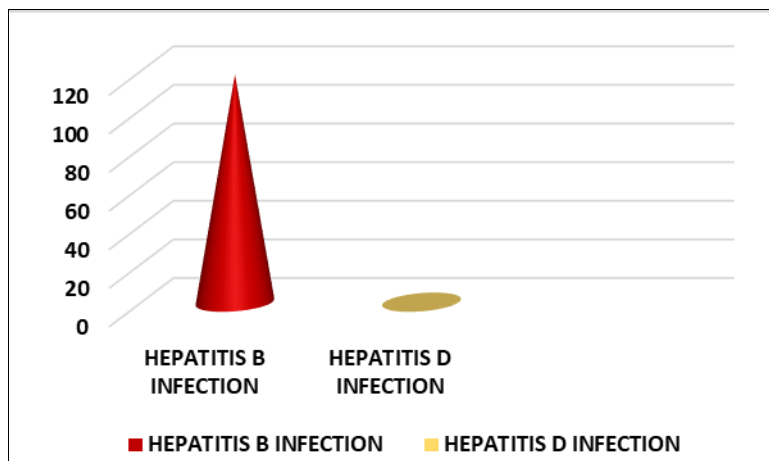 120
100
80
60
40
20
0
HEPATITIS B
INFECTION
HEPATITIS D
INFECTION
HEPATITIS B INFECTION
HEPATITIS D INFECTION